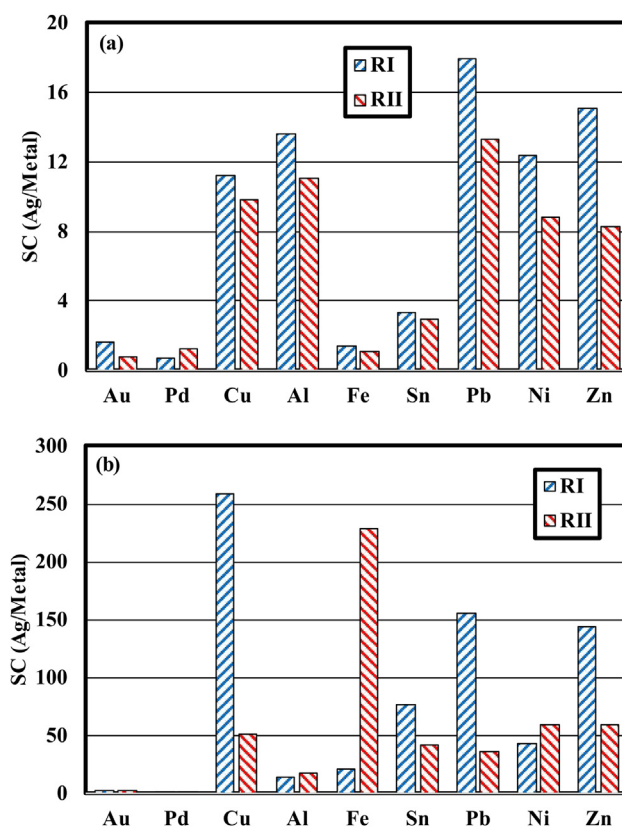 (a)
RI
RII
SC (Ag/Metal)
20
16
12
8
4
0
Au Pd Cu Al Fe Sn Pb Ni Zn
(b)
RI
RII
SC (Ag/Metal)
300
250
200
150
100
50
0
Au Pd Cu Al Fe Sn Pb Ni Zn